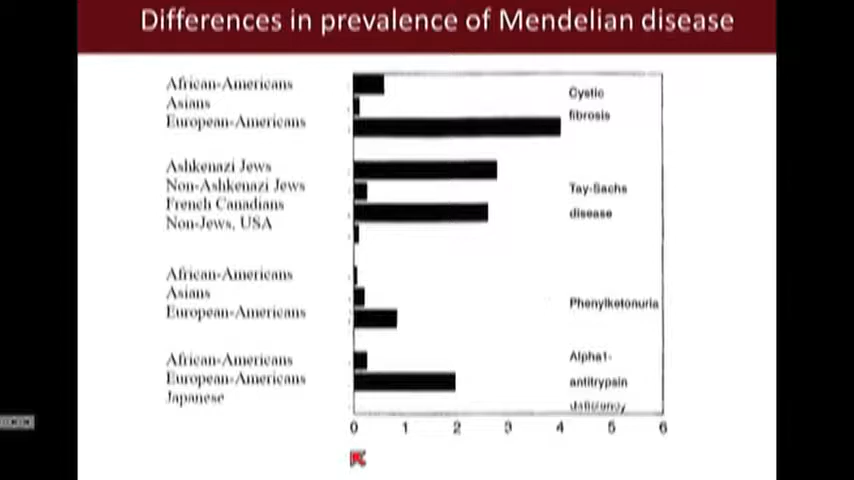 Differences in prevalence of Mendelian disease
African-Americans
Asians
European-Americans
Cystic
fibrosis
Ashkenazi Jews
Non-Ashkenazi Jews
French Canadians
Non-Jews, USA
Tay-Sachs
disease
African-Americans
Asians
European-Americans
Phenylketonuria
African-Americans
European-Americans
Japanese
Alpha1-
antitrypsin
deficiency
0 1 2 3 4 5 6